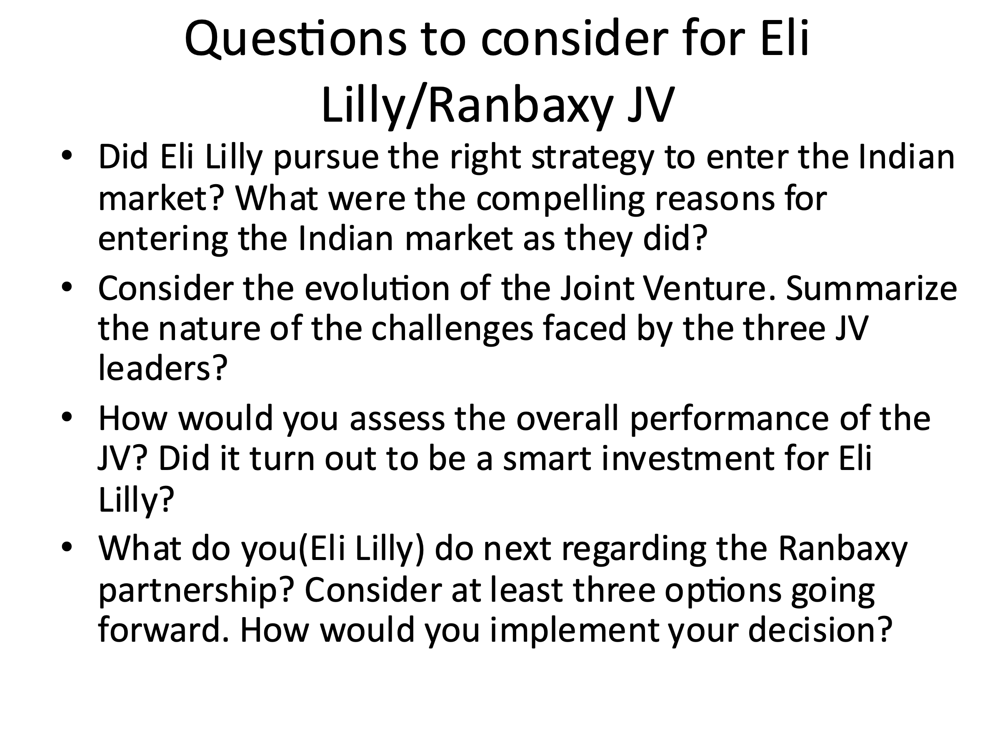 Questions to consider for Eli
Lilly/Ranbaxy JV
• Did Eli Lilly pursue the right strategy to enter the Indian
market? What were the compelling reasons for
entering the Indian market as they did?
• Consider the evolution of the Joint Venture. Summarize
the nature of the challenges faced by the three JV
leaders?
• How would you assess the overall performance of the
JV? Did it turn out to be a smart investment for Eli
Lilly?
• What do you(Eli Lilly) do next regarding the Ranbaxy
partnership? Consider at least three options going
forward. How would you implement your decision?